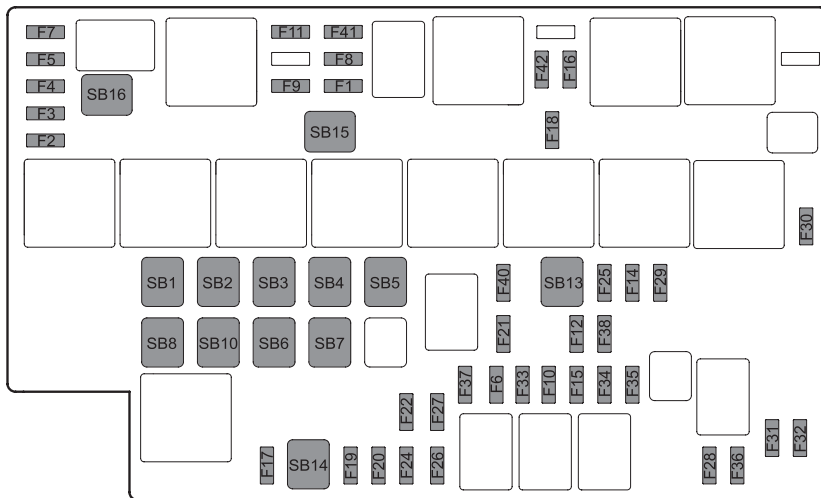 F7 F11 F41
F5 F8 F42 F16
F4 SB16 F9 F1
F3 SB15 F18
F2
F30
SB1 SB2 SB3 SB4 SB5 F40 SB13 F25 F14 F29
SB8 SB10 SB6 SB7 F21 F12 F38
F37 F6 F33 F10 F15 F34 F35
F22 F27
F31 F32
F17 SB14 F19 F20 F24 F26 F28 F36